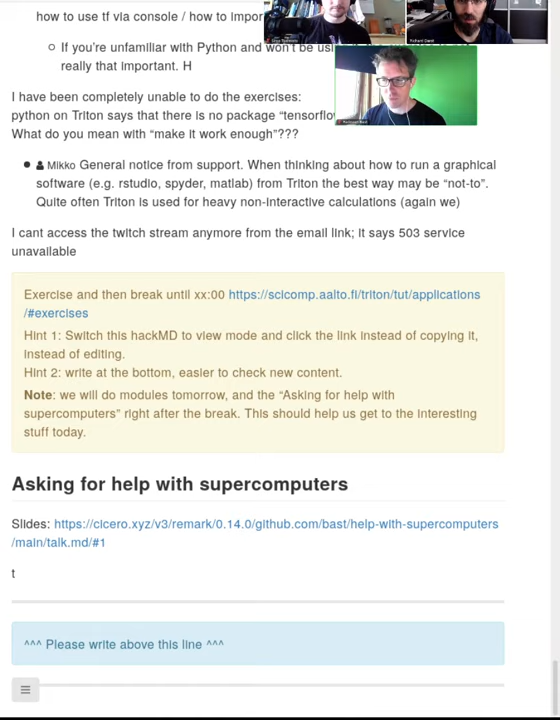 how to use tf via console / how to impor
If you're unfamiliar with Python and won't be usi
really that important. H
I have been completely unable to do the exercises:
python on Triton says that there is no package "tensorflo
What do you mean with "make it work enough"???
Mikko General notice from support. When thinking about how to run a graphical
software (e.g. rstudio, spyder, matlab) from Triton the best way may be "not-to".
Quite often Triton is used for heavy non-interactive calculations (again we)
I cant access the twitch stream anymore from the email link; it says 503 service
unavailable
Exercise and then break until xx:00 https://scicomp.aalto.fi/triton/tut/applications
/#exercises
Hint 1: Switch this hackMD to view mode and click the link instead of copying it,
instead of editing.
Hint 2: write at the bottom, easier to check new content.
Note: we will do modules tomorrow, and the "Asking for help with
supercomputers" right after the break. This should help us get to the interesting
stuff today.
Asking for help with supercomputers
Slides: https://cicero.xyz/v3/remark/0.14.0/github.com/bast/help-with-supercomputers
/main/talk.md/#1
t
^^^ Please write above this line ^^^